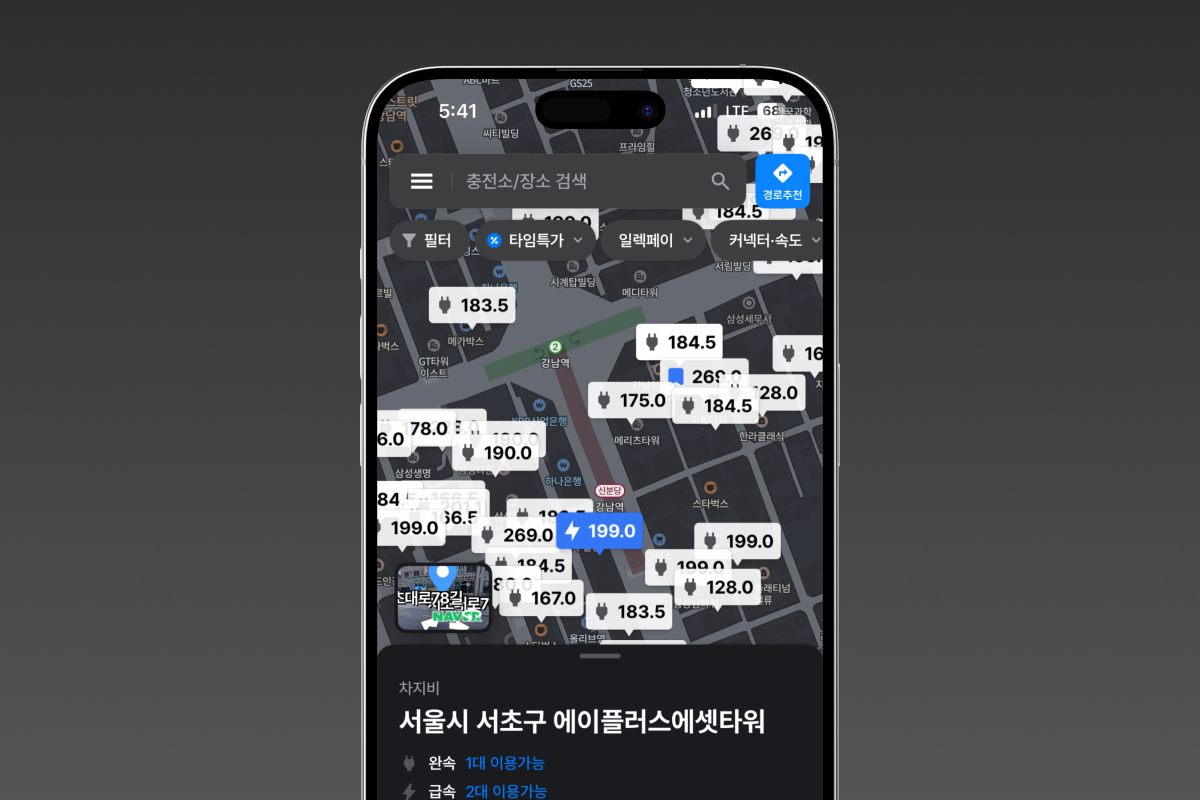 GS25
5:41
LTE
68
씨티빌딩
프라임힐
269.0
충전소/장소 검색
경로추천
184.5
필터
타임특가
일렉페이
커넥터·속도
시계탑빌딩
메디타워
서림빌딩
183.5
삼성세무서
메가박스
GT타워
이스트
2
강남역
184.5
269.0
128.0
175.0
184.5
메리츠타워
한라클래식
KDB산업은행
178.0
190.0
190.0
삼성생명
하나은행
신분당
강남역
스타벅스
166.5
199.0
269.0
199.0
199.0
184.5
199.0
128.0
167.0
183.5
NAVER
차지비
서울시 서초구 에이플러스에셋타워
완속 1대 이용가능
급속 2대 이용가능